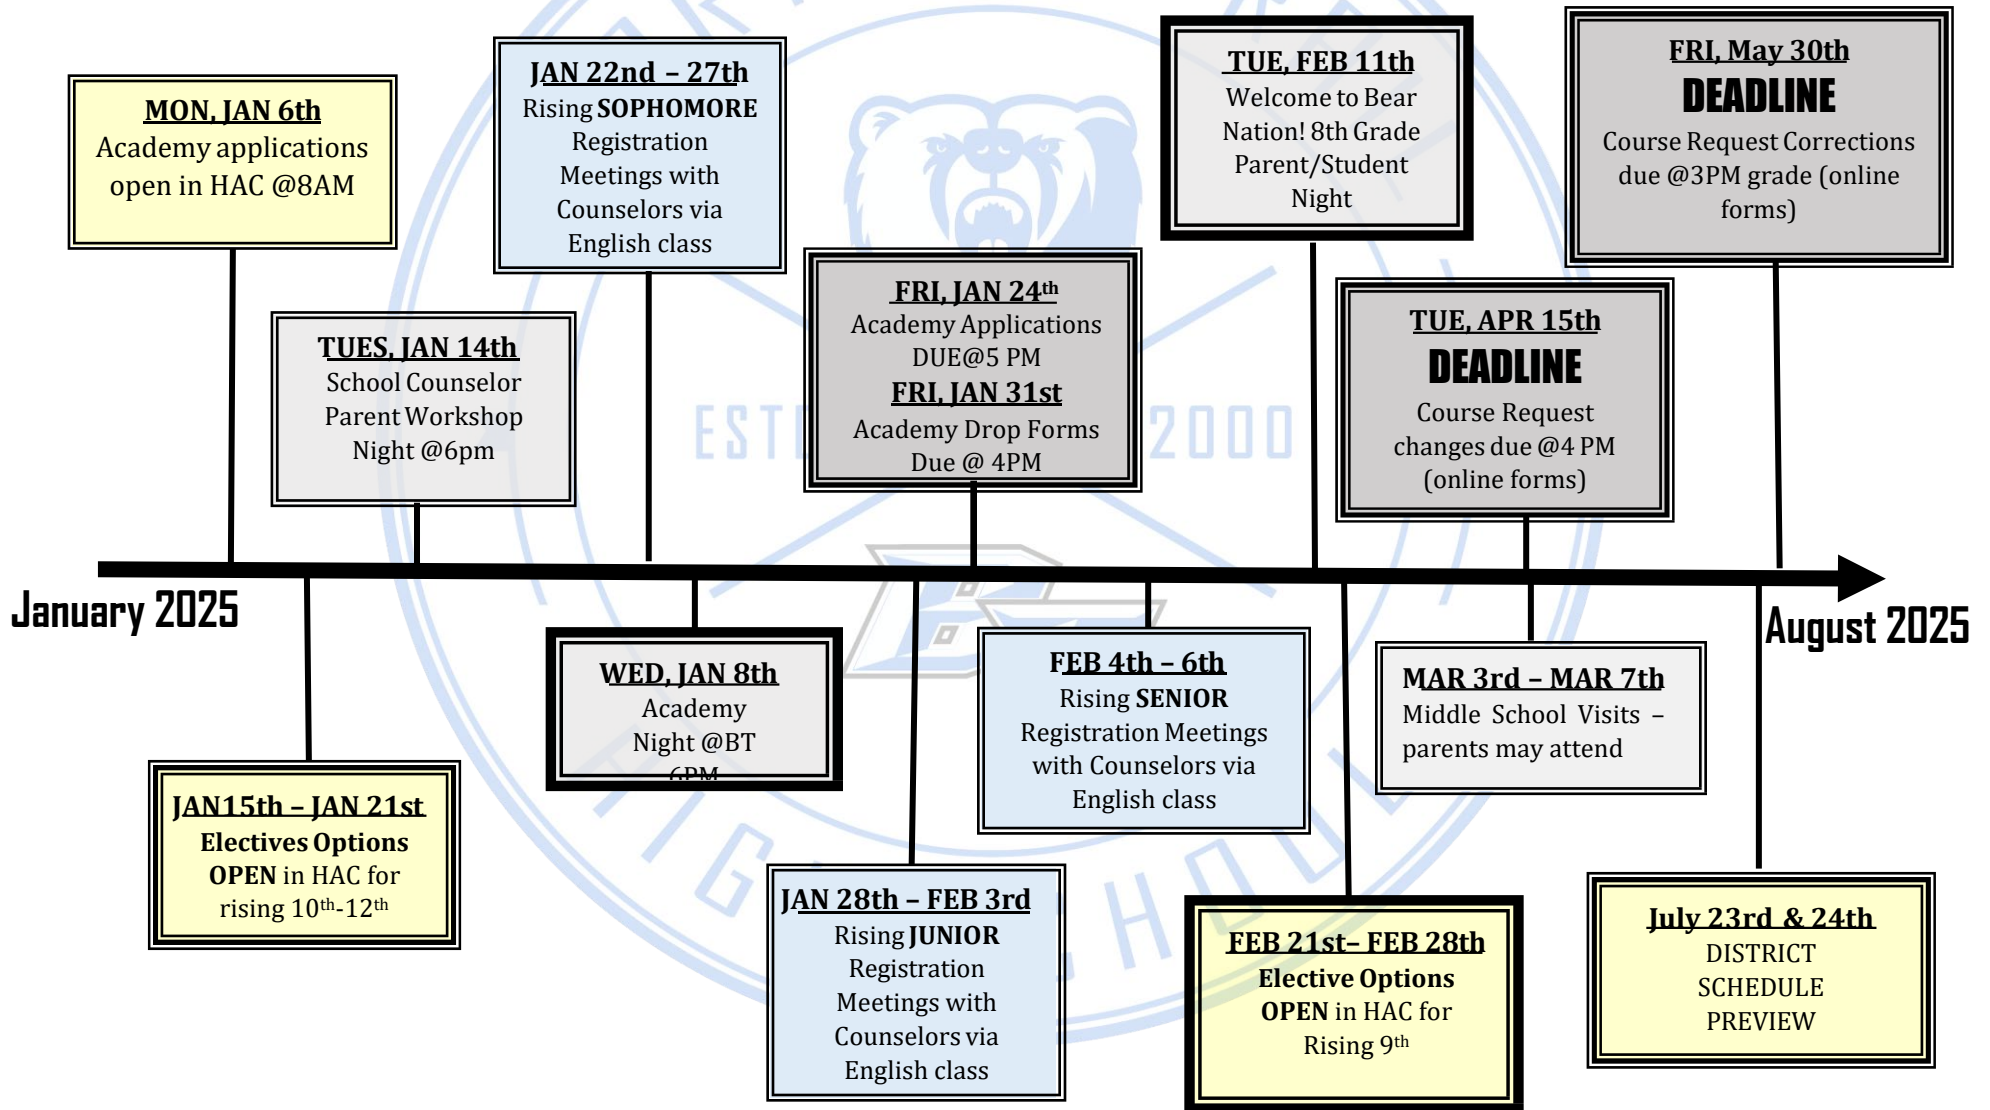 MON, JAN 6th
Academy applications
open in HAC @8AM
JAN 22nd – 27th
Rising SOPHOMORE
Registration
Meetings with
Counselors via
English class
TUE, FEB 11th
Welcome to Bear
Nation! 8th Grade
Parent/Student
Night
FRI, May 30th
DEADLINE
Course Request Corrections
due @3PM grade (online
forms)
TUES, JAN 14th
School Counselor
Parent Workshop
Night @6pm
FRI, JAN 24th
Academy Applications
DUE@5 PM
FRI, JAN 31st
Academy Drop Forms
Due @ 4PM
TUE, APR 15th
DEADLINE
Course Request
changes due @4 PM
(online forms)
2000
January 2025
August 2025
JAN15th – JAN 21st
Electives Options
OPEN in HAC for
rising 10th-12th
WED, JAN 8th
Academy
Night @BT
6PM
JAN 28th – FEB 3rd
Rising JUNIOR
Registration
Meetings with
Counselors via
English class
FEB 4th – 6th
Rising SENIOR
Registration Meetings
with Counselors via
English class
FEB 21st– FEB 28th
Elective Options
OPEN in HAC for
Rising 9th
MAR 3rd – MAR 7th
Middle School Visits –
parents may attend
July 23rd & 24th
DISTRICT
SCHEDULE
PREVIEW